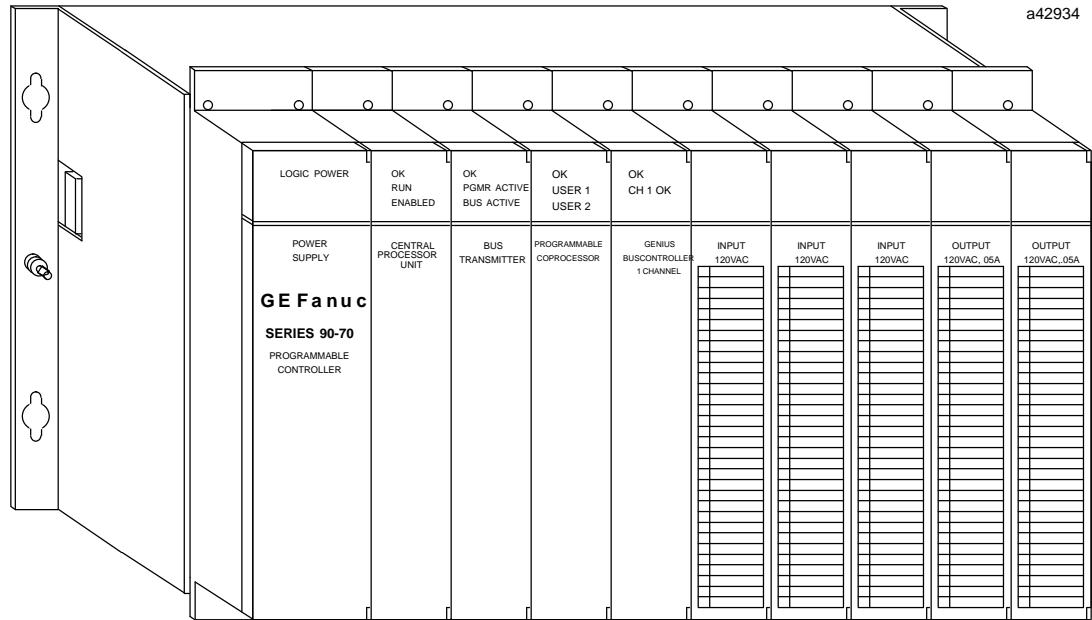 a42934
LOGIC POWER
OK
RUN
ENABLED
OK
PGMR ACTIVE
BUS ACTIVE
OK
USER 1
USER 2
OK
CH 1 OK
POWER
SUPPLY
GE Fanuc
SERIES 90-70
PROGRAMMABLE
CONTROLLER
CENTRAL
PROCESSOR
UNIT
BUS
TRANSMITTER
PROGRAMMABLE
COPROCESSOR
GENIUS
BUSCONTROLLER
1 CHANNEL
INPUT
120VAC
INPUT
120VAC
INPUT
120VAC
OUTPUT
120VAC, 05A
OUTPUT
120VAC,.05A